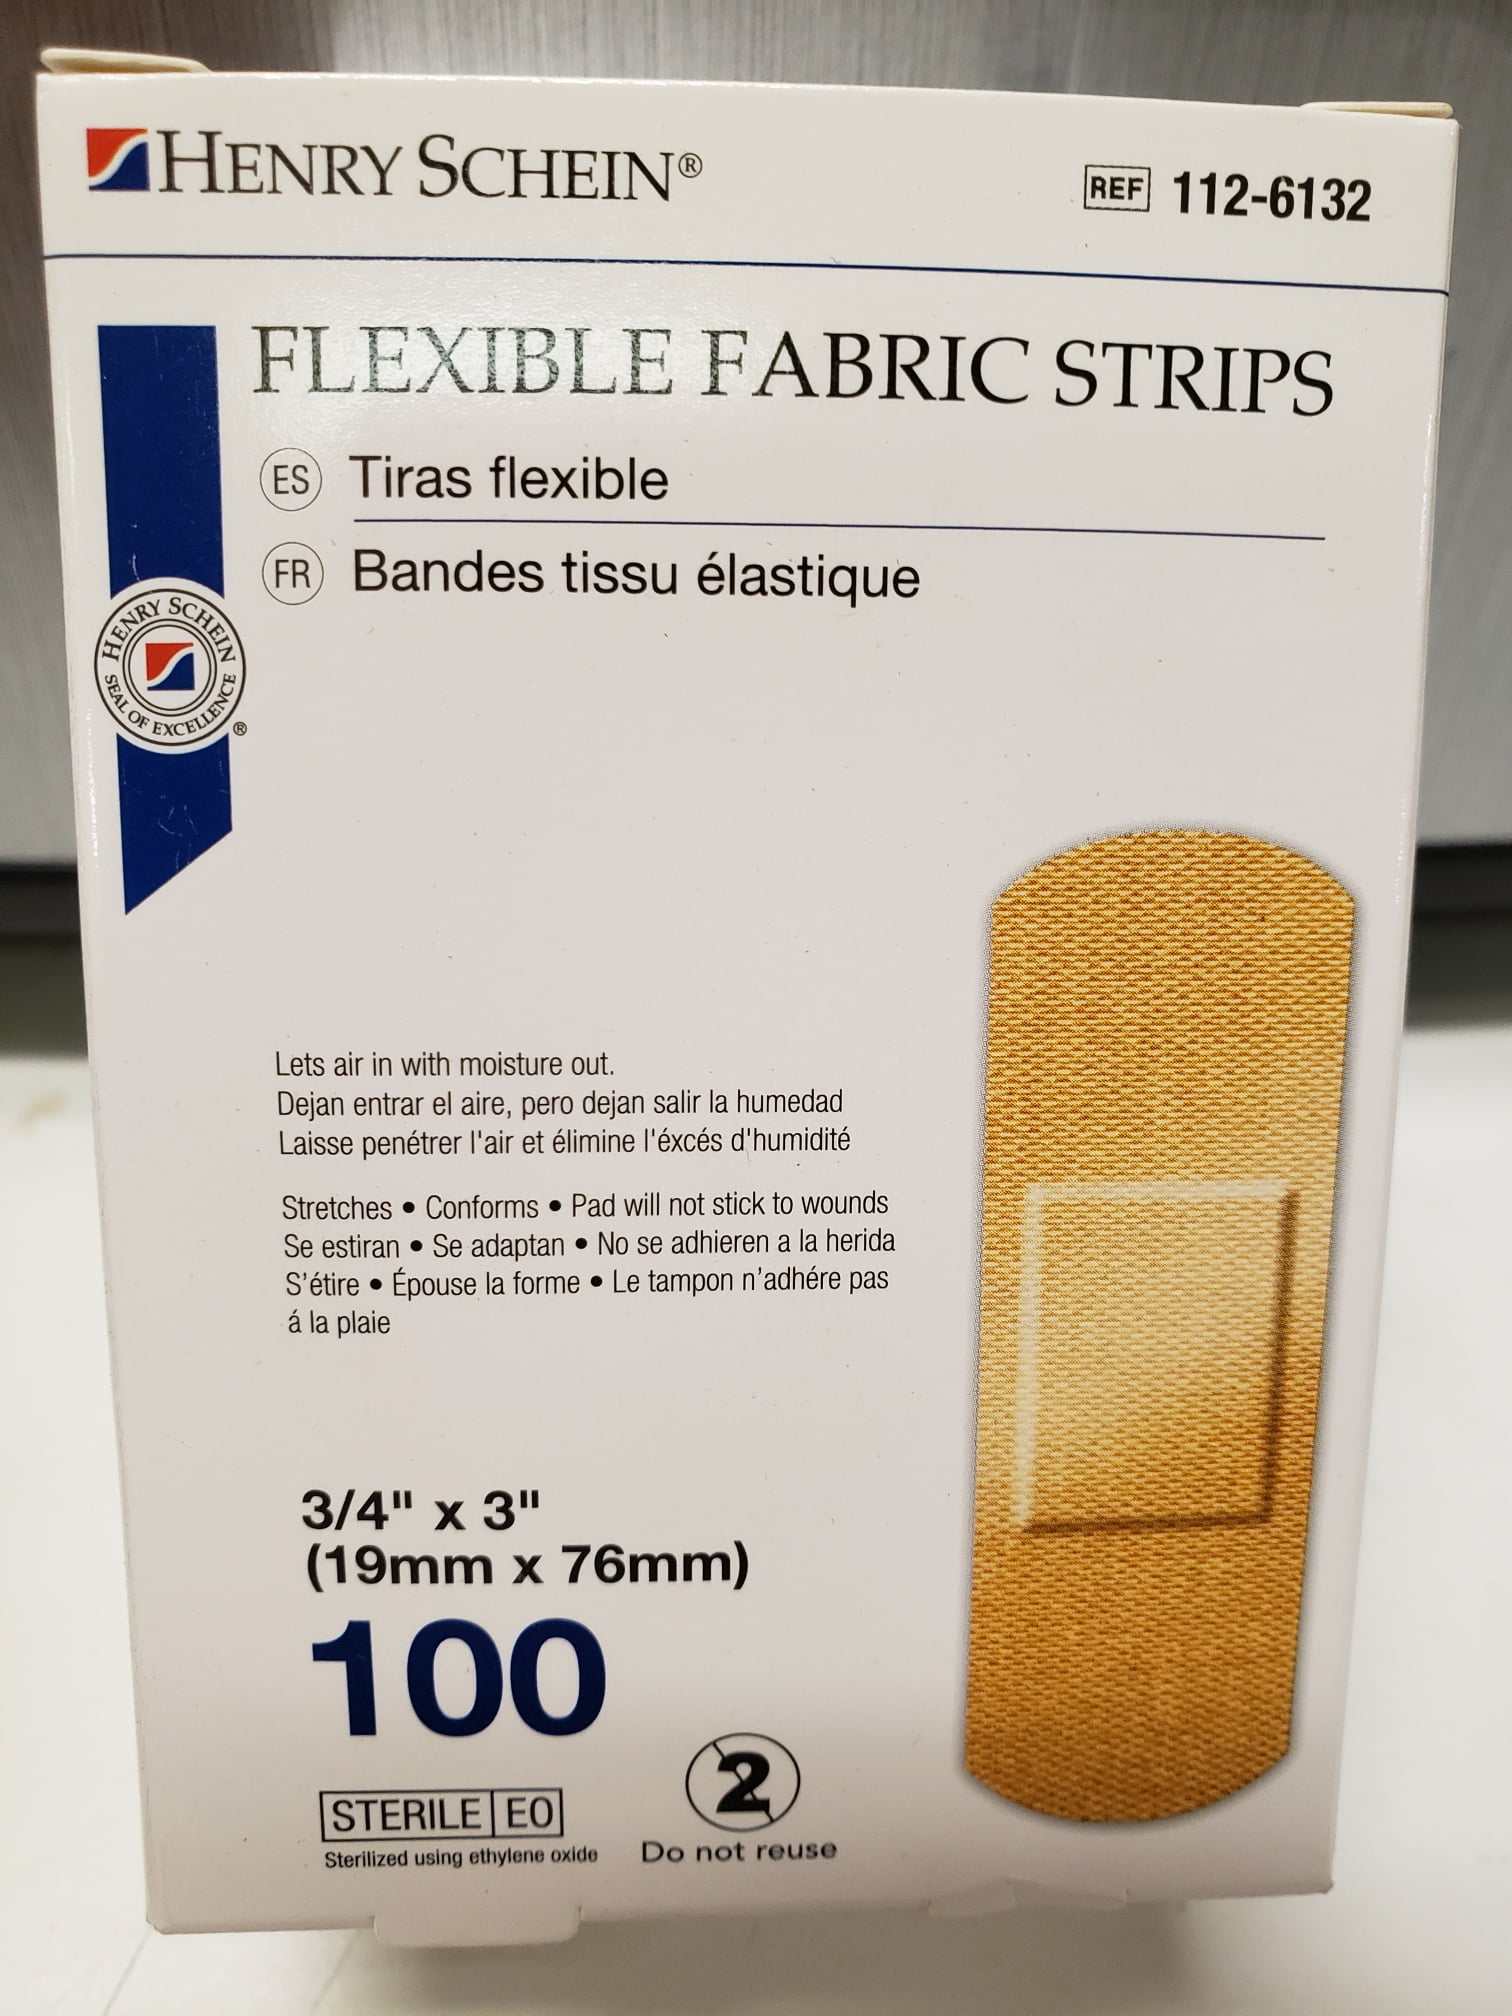 HENRY SCHEIN®
REF 112-6132
FLEXIBLE FABRIC STRIPS
ES Tiras flexible
FR Bandes tissu élastique
HENRY SCHEIN
SEAL OF EXCELLENCE ®
Lets air in with moisture out.
Dejan entrar el aire, pero dejan salir la humedad
Laisse penétrer l'air et élimine l'éxcés d'humidité
Stretches • Conforms • Pad will not stick to wounds
Se estiran • Se adaptan • No se adhieren a la herida
S'étire • Épouse la forme • Le tampon n'adhére pas
á la plaie
3/4" x 3"
(19mm x 76mm)
100
STERILE EO
Sterilized using ethylene oxide
2
Do not reuse